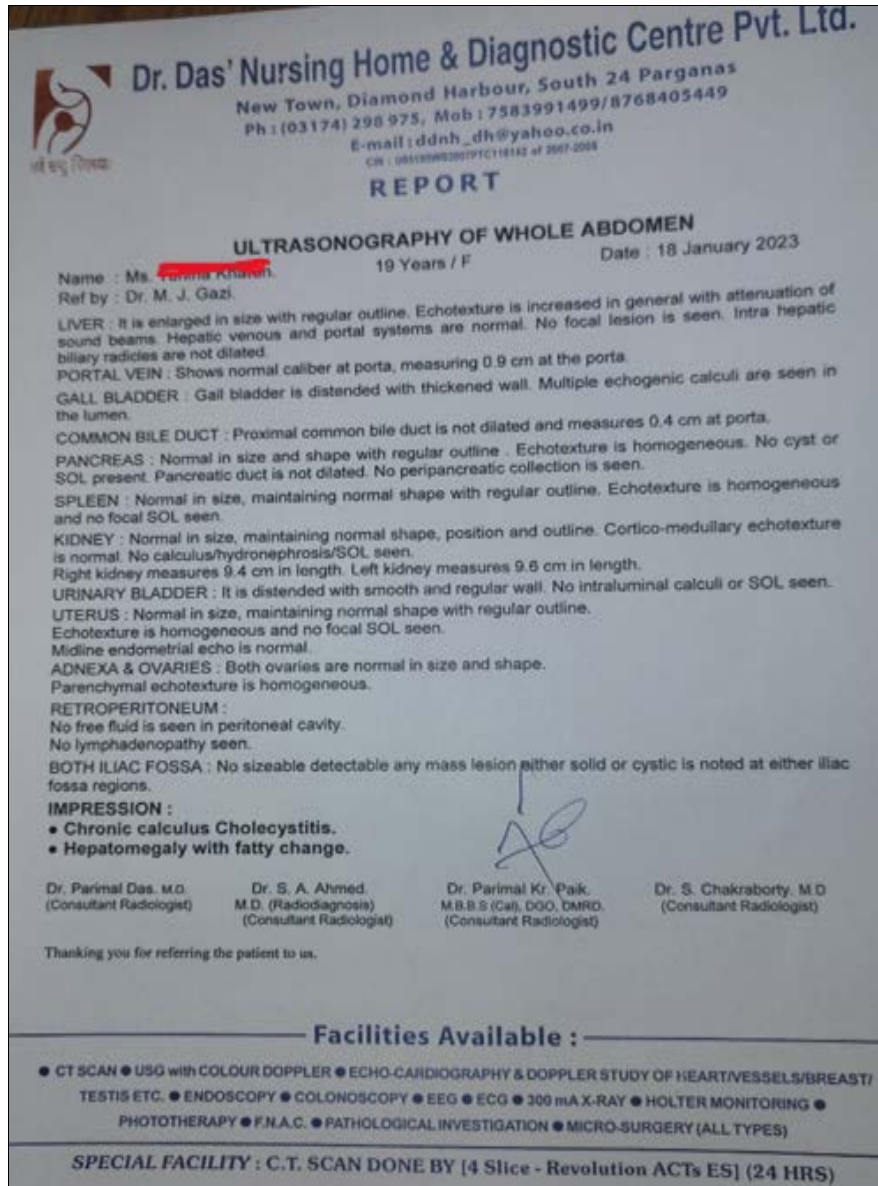 Dr. Das' Nursing Home & Diagnostic Centre Pvt. Ltd.
New Town, Diamond Harbour, South 24 Parganas
Ph : (03174) 298 975, Mob : 7583991499/8768405449
E-mail : ddnh_dh@yahoo.co.in
REPORT
ULTRASONOGRAPHY OF WHOLE ABDOMEN
Name : Ms. 19 Years / F Date : 18 January 2023
Ref by : Dr. M. J. Gazi.
LIVER : It is enlarged in size with regular outline. Echotexture is increased in general with attenuation of
sound beams. Hepatic venous and portal systems are normal. No focal lesion is seen. Intra hepatic
biliary radicles are not dilated.
PORTAL VEIN : Shows normal caliber at porta, measuring 0.9 cm at the porta.
GALL BLADDER : Gall bladder is distended with thickened wall. Multiple echogenic calculi are seen in
the lumen.
COMMON BILE DUCT : Proximal common bile duct is not dilated and measures 0.4 cm at porta.
PANCREAS : Normal in size and shape with regular outline . Echotexture is homogeneous. No cyst or
SOL present. Pancreatic duct is not dilated. No peripancreatic collection is seen.
SPLEEN : Normal in size, maintaining normal shape with regular outline. Echotexture is homogeneous
and no focal SOL seen.
KIDNEY : Normal in size, maintaining normal shape, position and outline. Cortico-medullary echotexture
is normal. No calculus/hydronephrosis/SOL seen.
Right kidney measures 9.4 cm in length. Left kidney measures 9.6 cm in length.
URINARY BLADDER : It is distended with smooth and regular wall. No intraluminal calculi or SOL seen.
UTERUS : Normal in size, maintaining normal shape with regular outline.
Echotexture is homogeneous and no focal SOL seen.
Midline endometrial echo is normal.
ADNEXA & OVARIES : Both ovaries are normal in size and shape.
Parenchymal echotexture is homogeneous.
RETROPERITONEUM :
No free fluid is seen in peritoneal cavity.
No lymphadenopathy seen.
BOTH ILIAC FOSSA : No sizeable detectable any mass lesion either solid or cystic is noted at either iliac
fossa regions.
IMPRESSION :
• Chronic calculus Cholecystitis.
• Hepatomegaly with fatty change.
Dr. Parimal Das. M.D. Dr. S. A. Ahmed. Dr. Parimal Kr. Paik. Dr. S. Chakraborty. M.D
(Consultant Radiologist) M.D. (Radiodiagnosis) M.B.B.S (Cal), DGO, DMRD. (Consultant Radiologist)
(Consultant Radiologist) (Consultant Radiologist)
Thanking you for referring the patient to us.
Facilities Available :
● CT SCAN ● USG with COLOUR DOPPLER ● ECHO-CARDIOGRAPHY & DOPPLER STUDY OF HEART/VESSELS/BREAST/
TESTIS ETC. ● ENDOSCOPY ● COLONOSCOPY ● EEG ● ECG ● 300 mA X-RAY ● HOLTER MONITORING ●
PHOTOTHERAPY ● F.N.A.C. ● PATHOLOGICAL INVESTIGATION ● MICRO-SURGERY (ALL TYPES)
SPECIAL FACILITY : C.T. SCAN DONE BY [4 Slice - Revolution ACTs ES] (24 HRS)